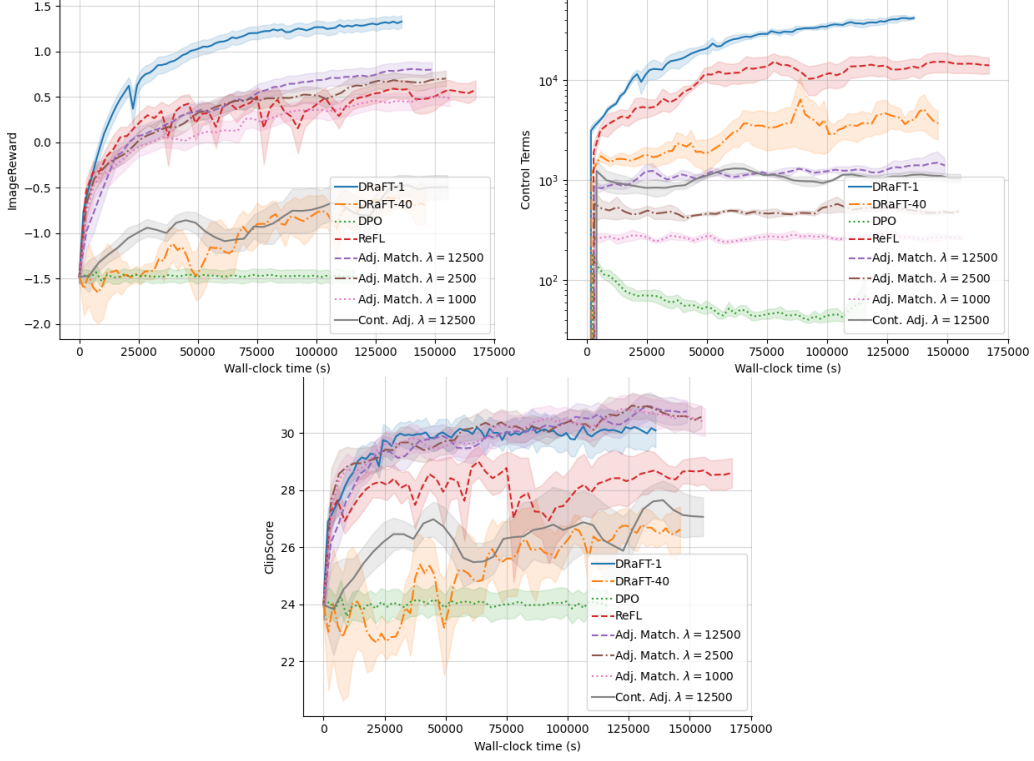 1.5
1.0
0.5
0.0
−0.5
−1.0
−1.5
−2.0
ImageReward
0
25000
50000
75000
100000
125000
150000
175000
Wall-clock time (s)
DRaFT-1
DRaFT-40
DPO
ReFL
Adj. Match. λ = 12500
Adj. Match. λ = 2500
Adj. Match. λ = 1000
Cont. Adj. λ = 12500
10⁴
10³
10²
Control Terms
0
25000
50000
75000
100000
125000
150000
175000
Wall-clock time (s)
DRaFT-1
DRaFT-40
DPO
ReFL
Adj. Match. λ = 12500
Adj. Match. λ = 2500
Adj. Match. λ = 1000
Cont. Adj. λ = 12500
30
28
26
24
22
ClipScore
0
25000
50000
75000
100000
125000
150000
175000
Wall-clock time (s)
DRaFT-1
DRaFT-40
DPO
ReFL
Adj. Match. λ = 12500
Adj. Match. λ = 2500
Adj. Match. λ = 1000
Cont. Adj. λ = 12500